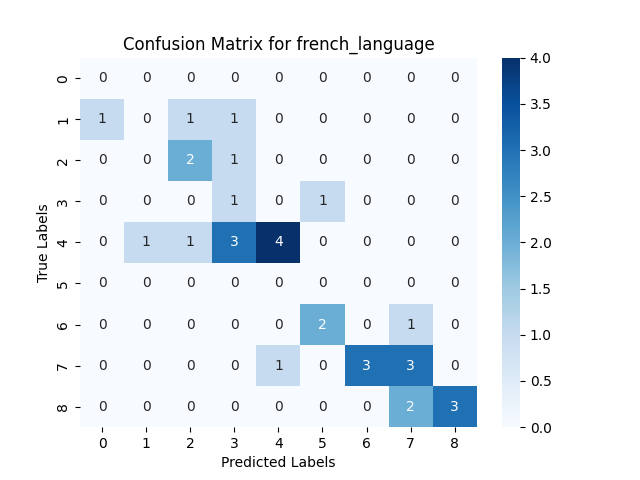 Confusion Matrix for french_language
0 0 0 0 0 0 0 0 0 0
1 1 0 1 1 0 0 0 0 0
2 0 0 2 1 0 0 0 0 0
3 0 0 0 1 0 1 0 0 0
4 0 1 1 3 4 0 0 0 0
5 0 0 0 0 0 0 0 0 0
6 0 0 0 0 0 2 0 1 0
7 0 0 0 0 1 0 3 3 0
8 0 0 0 0 0 0 0 2 3
0 1 2 3 4 5 6 7 8
Predicted Labels
True Labels
4.0
3.5
3.0
2.5
2.0
1.5
1.0
0.5
0.0